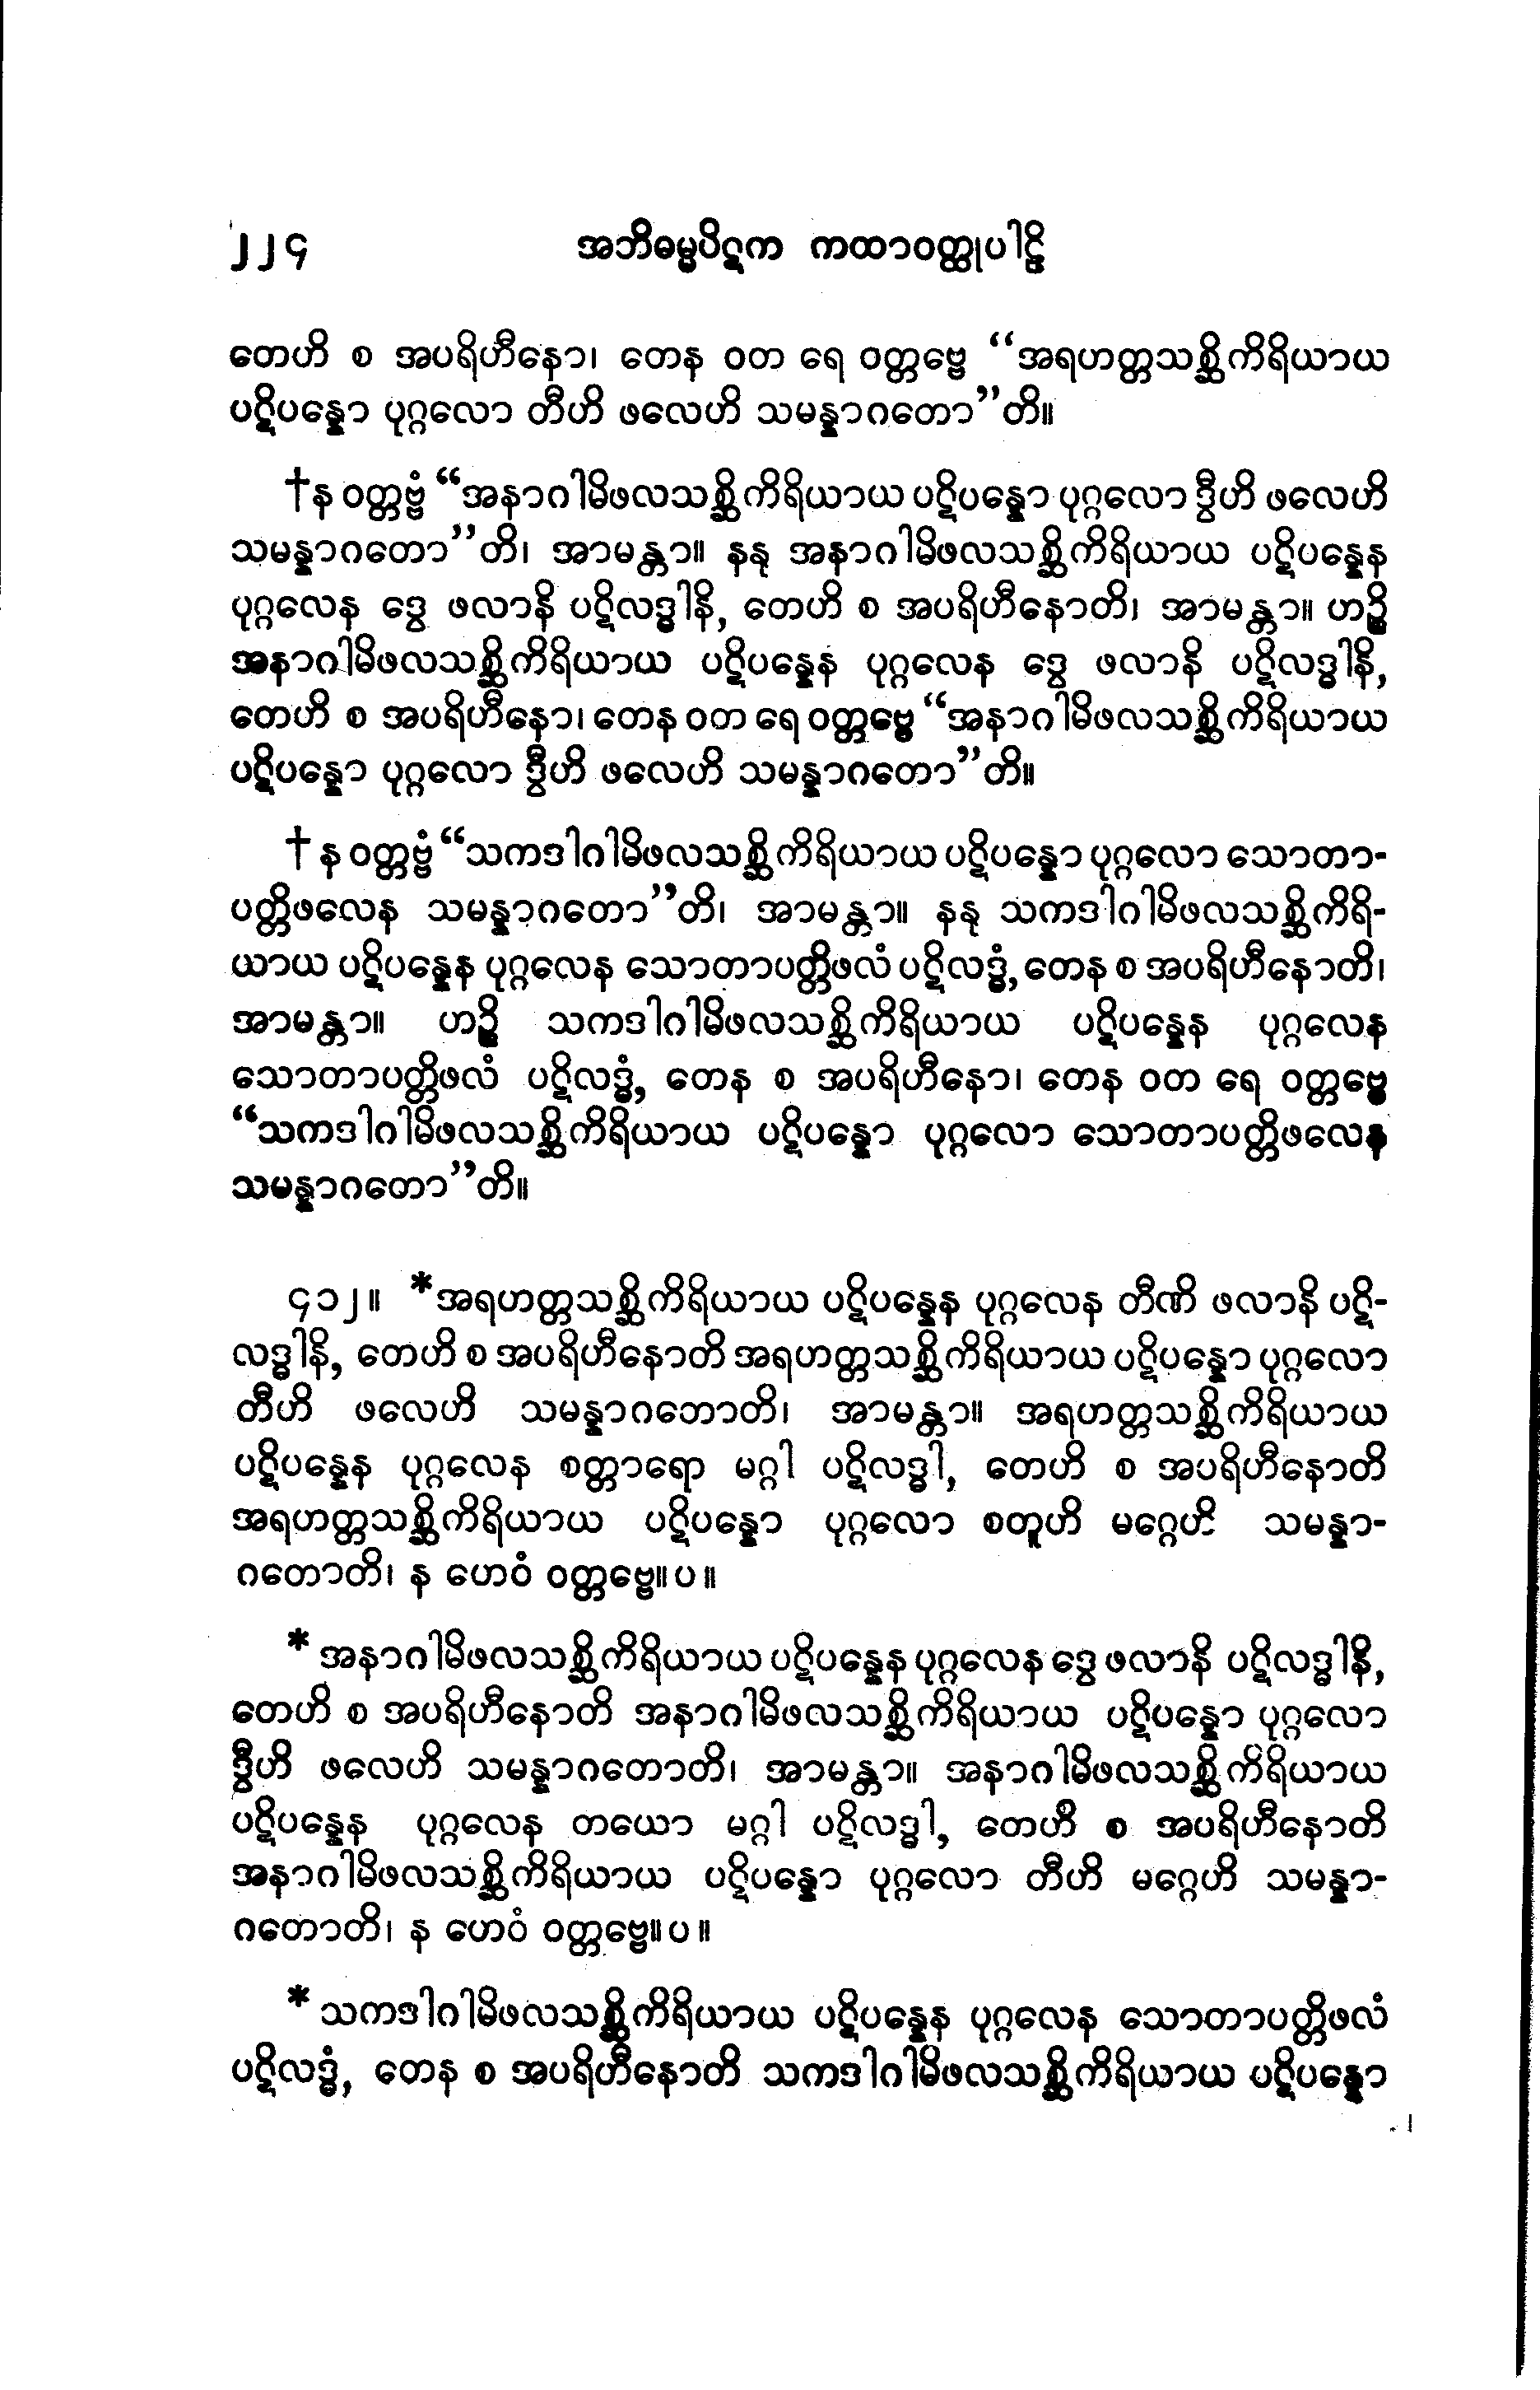 ၂၂၄ အဘိဓမ္မပိဋက ကထာဝတ္ထုပါဠိ
တေဟိ စ အပရိဟီနော၊ တေန ဝတ ရေ ဝတ္တဗ္ဗေ “အရဟတ္တသစ္ဆိကိရိယာယ
ပဋိပန္နော ပုဂ္ဂလော တီဟိ ဖလေဟိ သမန္နာဂတော”တိ။
†န ဝတ္တဗ္ဗံ “အနာဂါမိဖလသစ္ဆိကိရိယာယ ပဋိပန္နော ပုဂ္ဂလော ဒွီဟိ ဖလေဟိ
သမန္နာဂတော”တိ၊ အာမန္တာ။ နနု အနာဂါမိဖလသစ္ဆိကိရိယာယ ပဋိပန္နေန
ပုဂ္ဂလေန ဒွေ ဖလာနိ ပဋိလဒ္ဓါနိ, တေဟိ စ အပရိဟီနောတိ၊ အာမန္တာ။ ဟဉ္စိ
အနာဂါမိဖလသစ္ဆိကိရိယာယ ပဋိပန္နေန ပုဂ္ဂလေန ဒွေ ဖလာနိ ပဋိလဒ္ဓါနိ,
တေဟိ စ အပရိဟီနော၊ တေန ဝတ ရေ ဝတ္တဗ္ဗေ “အနာဂါမိဖလသစ္ဆိကိရိယာယ
ပဋိပန္နော ပုဂ္ဂလော ဒွီဟိ ဖလေဟိ သမန္နာဂတော”တိ။
† န ဝတ္တဗ္ဗံ “သကဒါဂါမိဖလသစ္ဆိကိရိယာယ ပဋိပန္နော ပုဂ္ဂလော သောတာ-
ပတ္တိဖလေန သမန္နာဂတော”တိ၊ အာမန္တာ။ နနု သကဒါဂါမိဖလသစ္ဆိကိရိ-
ယာယ ပဋိပန္နေန ပုဂ္ဂလေန သောတာပတ္တိဖလံ ပဋိလဒ္ဓံ, တေန စ အပရိဟီနောတိ၊
အာမန္တာ။ ဟဉ္စိ သကဒါဂါမိဖလသစ္ဆိကိရိယာယ ပဋိပန္နေန ပုဂ္ဂလေန
သောတာပတ္တိဖလံ ပဋိလဒ္ဓံ, တေန စ အပရိဟီနော၊ တေန ဝတ ရေ ဝတ္တဗ္ဗေ
“သကဒါဂါမိဖလသစ္ဆိကိရိယာယ ပဋိပန္နော ပုဂ္ဂလော သောတာပတ္တိဖလေန
သမန္နာဂတော”တိ။
၄၁၂။ *အရဟတ္တသစ္ဆိကိရိယာယ ပဋိပန္နေန ပုဂ္ဂလေန တီဏိ ဖလာနိ ပဋိ-
လဒ္ဓါနိ, တေဟိ စ အပရိဟီနောတိ အရဟတ္တသစ္ဆိကိရိယာယ ပဋိပန္နော ပုဂ္ဂလော
တီဟိ ဖလေဟိ သမန္နာဂဘောတိ၊ အာမန္တာ။ အရဟတ္တသစ္ဆိကိရိယာယ
ပဋိပန္နေန ပုဂ္ဂလေန စတ္တာရော မဂ္ဂါ ပဋိလဒ္ဓါ, တေဟိ စ အပရိဟီနောတိ
အရဟတ္တသစ္ဆိကိရိယာယ ပဋိပန္နော ပုဂ္ဂလော စတူဟိ မဂ္ဂေဟိ သမန္နာ-
ဂတောတိ၊ န ဟေဝံ ဝတ္တဗ္ဗေ။ပ။
* အနာဂါမိဖလသစ္ဆိကိရိယာယ ပဋိပန္နေန ပုဂ္ဂလေန ဒွေ ဖလာနိ ပဋိလဒ္ဓါနိ,
တေဟိ စ အပရိဟီနောတိ အနာဂါမိဖလသစ္ဆိကိရိယာယ ပဋိပန္နော ပုဂ္ဂလော
ဒွီဟိ ဖလေဟိ သမန္နာဂတောတိ၊ အာမန္တာ။ အနာဂါမိဖလသစ္ဆိကိရိယာယ
ပဋိပန္နေန ပုဂ္ဂလေန တယော မဂ္ဂါ ပဋိလဒ္ဓါ, တေဟိ စ အပရိဟီနောတိ
အနာဂါမိဖလသစ္ဆိကိရိယာယ ပဋိပန္နော ပုဂ္ဂလော တီဟိ မဂ္ဂေဟိ သမန္နာ-
ဂတောတိ၊ န ဟေဝံ ဝတ္တဗ္ဗေ။ပ။
* သကဒါဂါမိဖလသစ္ဆိကိရိယာယ ပဋိပန္နေန ပုဂ္ဂလေန သောတာပတ္တိဖလံ
ပဋိလဒ္ဓံ, တေန စ အပရိဟီနောတိ သကဒါဂါမိဖလသစ္ဆိကိရိယာယ ပဋိပန္နော